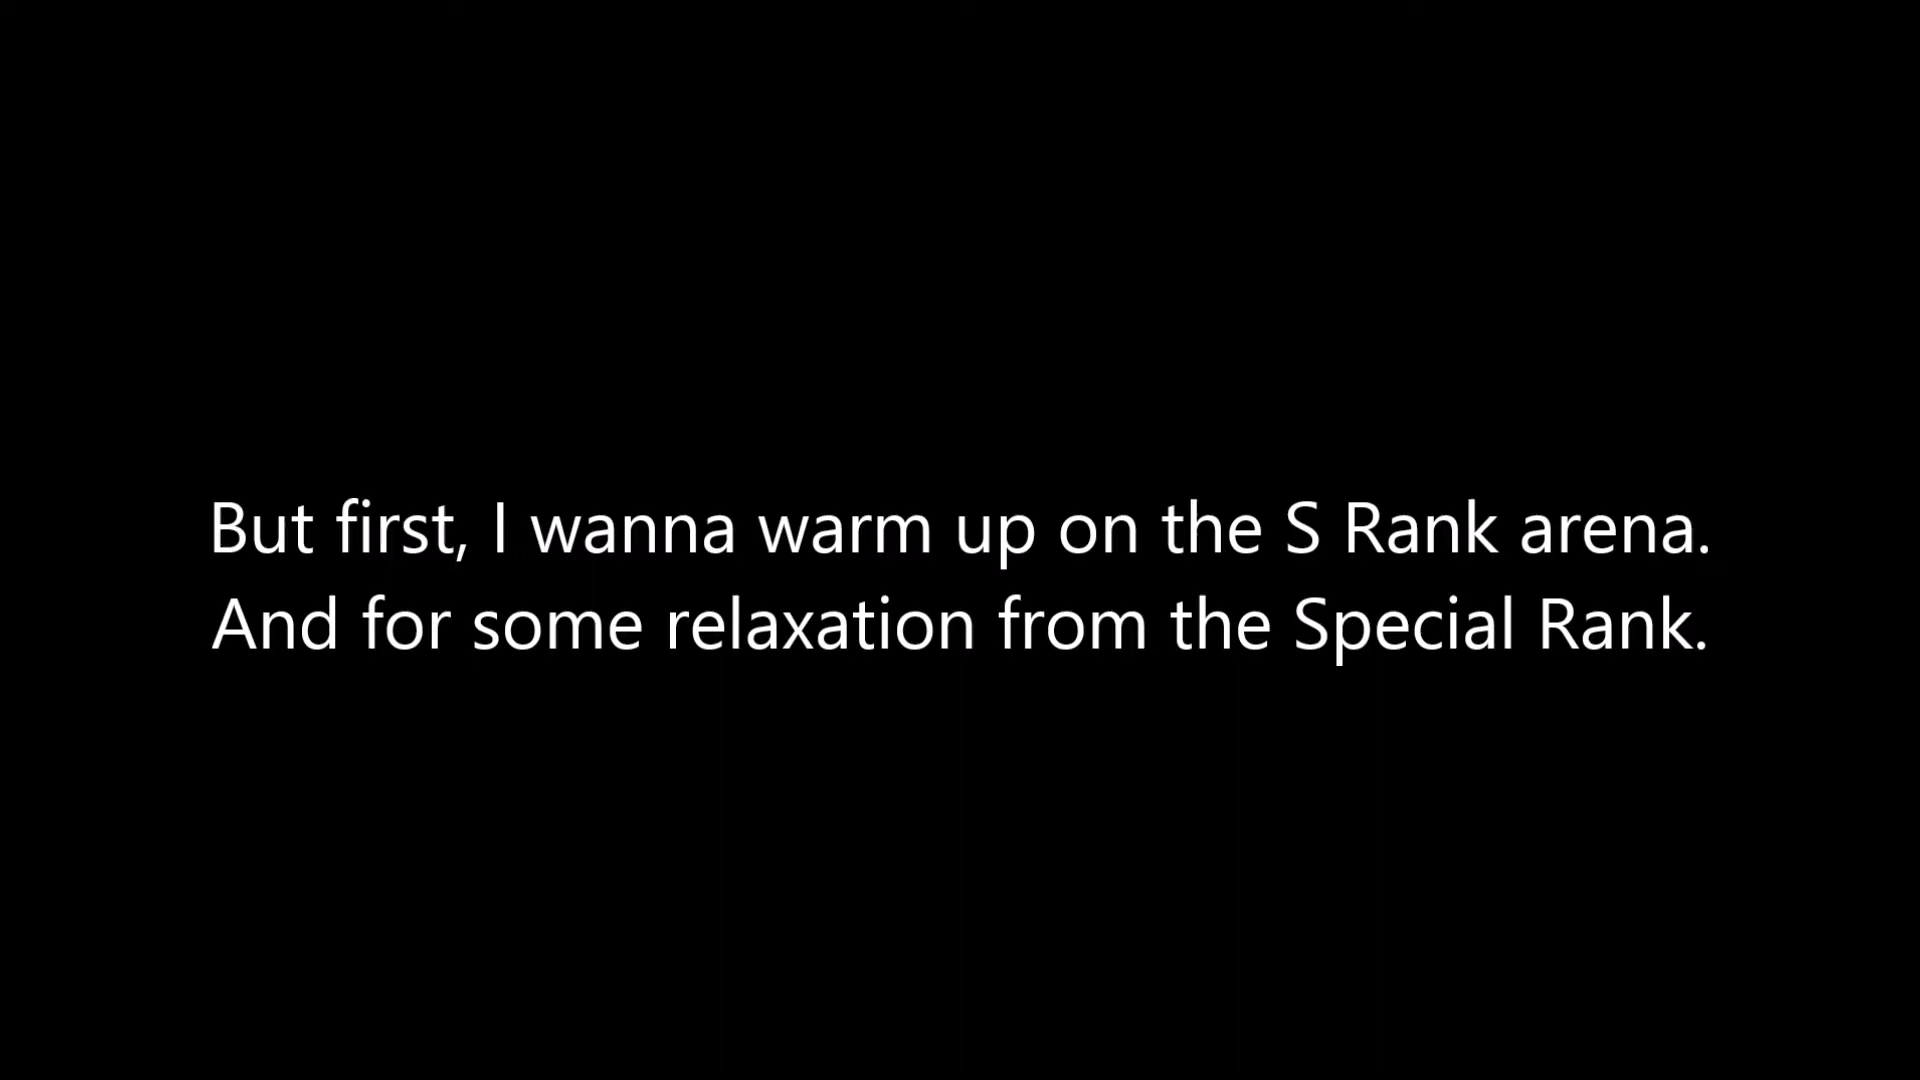 But first, I wanna warm up on the S Rank arena.
And for some relaxation from the Special Rank.